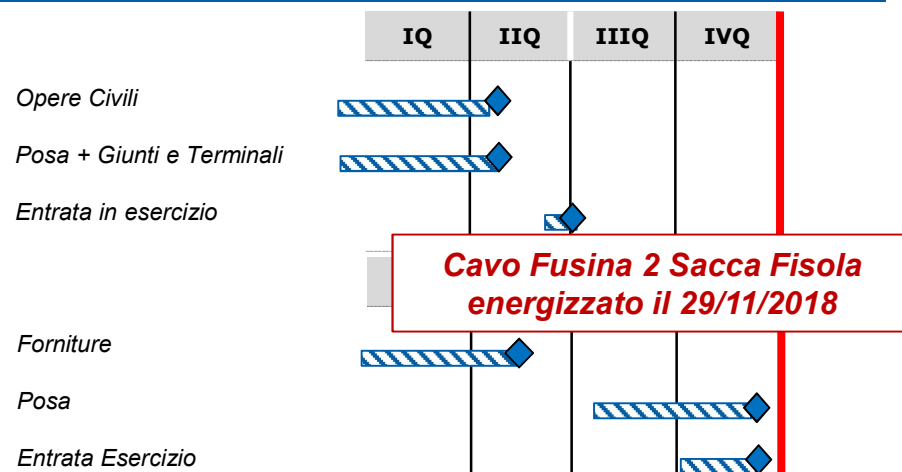 IQ IIQ IIIQ IVQ
Opere Civili
Posa + Giunti e Terminali
Entrata in esercizio
Cavo Fusina 2 Sacca Fisola
energizzato il 29/11/2018
Forniture
Posa
Entrata Esercizio